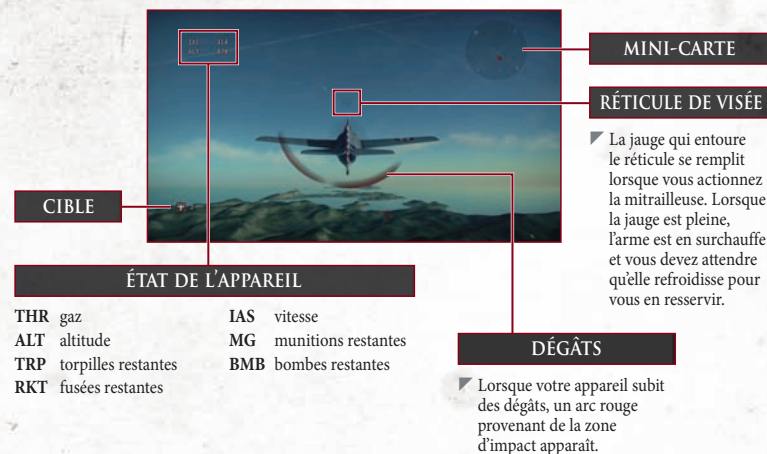 IAS
ALT
MINI-CARTE
RÉTICULE DE VISÉE
La jauge qui entoure
le réticule se remplit
lorsque vous actionnez
la mitrailleuse. Lorsque
la jauge est pleine,
l'arme est en surchauffe
et vous devez attendre
qu'elle refroidisse pour
vous en resservir.
CIBLE
ÉTAT DE L'APPAREIL
THR gaz
ALT altitude
TRP torpilles restantes
RKT fusées restantes
IAS vitesse
MG munitions restantes
BMB bombes restantes
DÉGÂTS
Lorsque votre appareil subit
des dégâts, un arc rouge
provenant de la zone
d'impact apparaît.